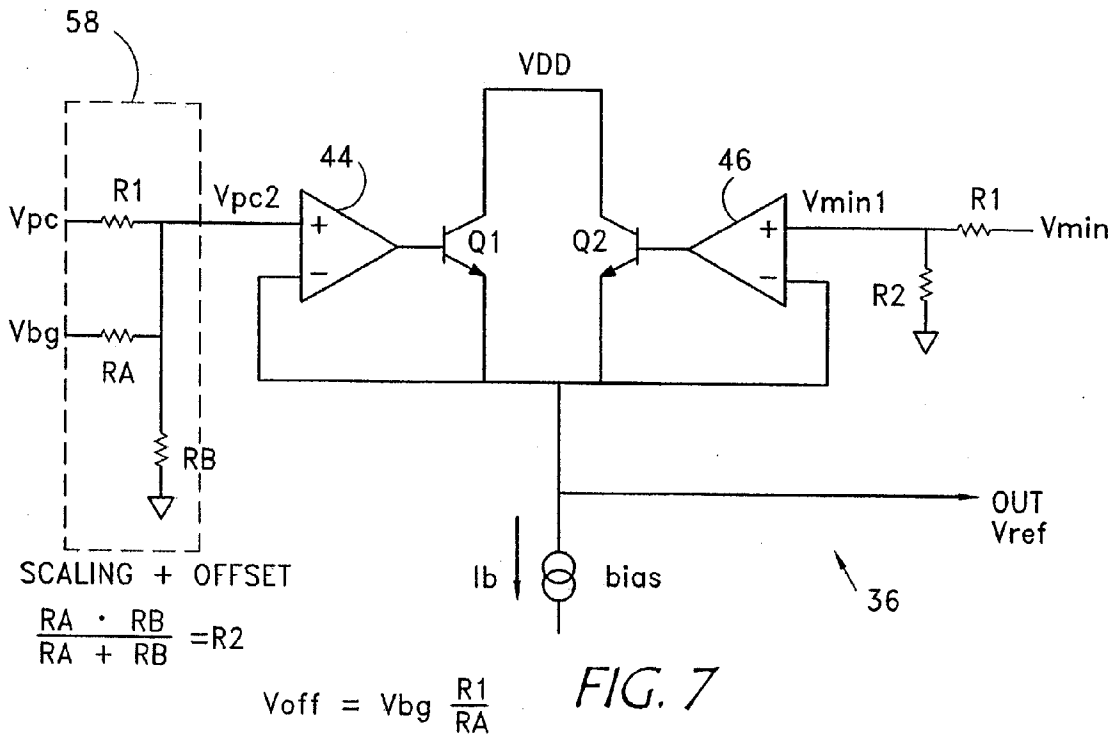 58
VDD
44
46
R1
Vpc
Vpc2
+
−
Q1
Q2
+
−
Vmin1
R1
Vmin
R2
Vbg
RA
RB
OUT
Vref
Ib
bias
36
SCALING + OFFSET
RA · RB
RA + RB
=R2
Voff = Vbg R1
RA
FIG. 7